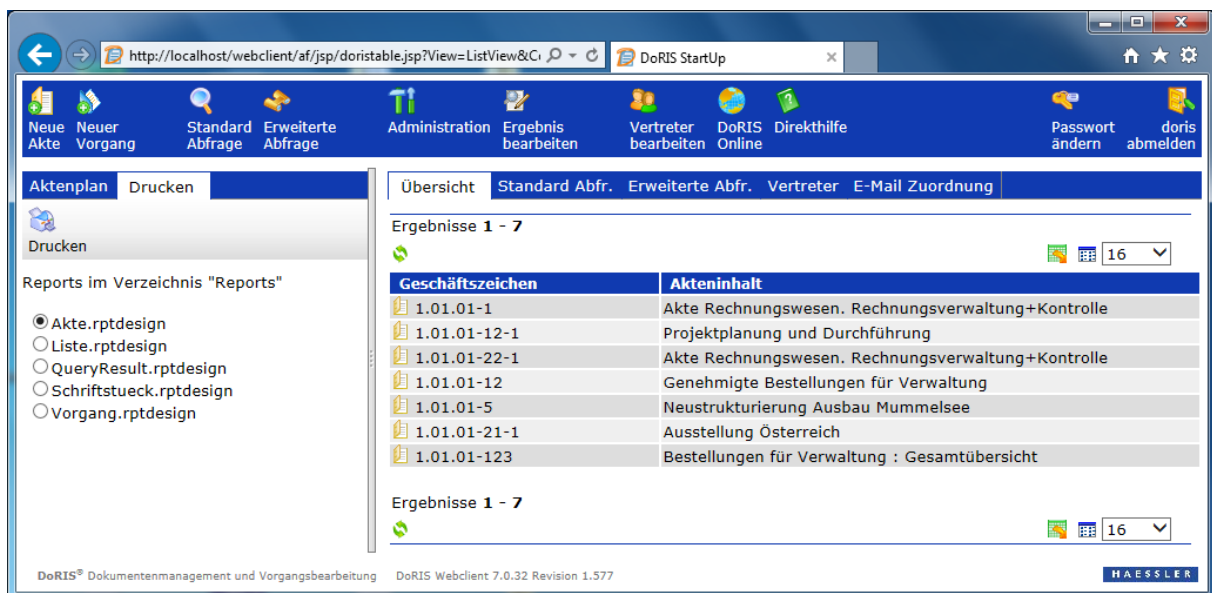 http://localhost/webclient/af/jsp/doristable.jsp?View=ListView&C
DoRIS StartUp
Neue Akte
Neuer Vorgang
Standard Abfrage
Erweiterte Abfrage
Administration
Ergebnis bearbeiten
Vertreter bearbeiten
DoRIS Online
Direkthilfe
Passwort ändern
doris abmelden
Aktenplan Drucken
Drucken
Reports im Verzeichnis "Reports"
Akte.rptdesign
Liste.rptdesign
QueryResult.rptdesign
Schriftstueck.rptdesign
Vorgang.rptdesign
Übersicht Standard Abfr. Erweiterte Abfr. Vertreter E-Mail Zuordnung
Ergebnisse 1 - 7
16
Geschäftszeichen Akteninhalt
1.01.01-1 Akte Rechnungswesen. Rechnungsverwaltung+Kontrolle
1.01.01-12-1 Projektplanung und Durchführung
1.01.01-22-1 Akte Rechnungswesen. Rechnungsverwaltung+Kontrolle
1.01.01-12 Genehmigte Bestellungen für Verwaltung
1.01.01-5 Neustrukturierung Ausbau Mummelsee
1.01.01-21-1 Ausstellung Österreich
1.01.01-123 Bestellungen für Verwaltung : Gesamtübersicht
Ergebnisse 1 - 7
16
DoRIS® Dokumentenmanagement und Vorgangsbearbeitung DoRIS Webclient 7.0.32 Revision 1.577 HAESSLER